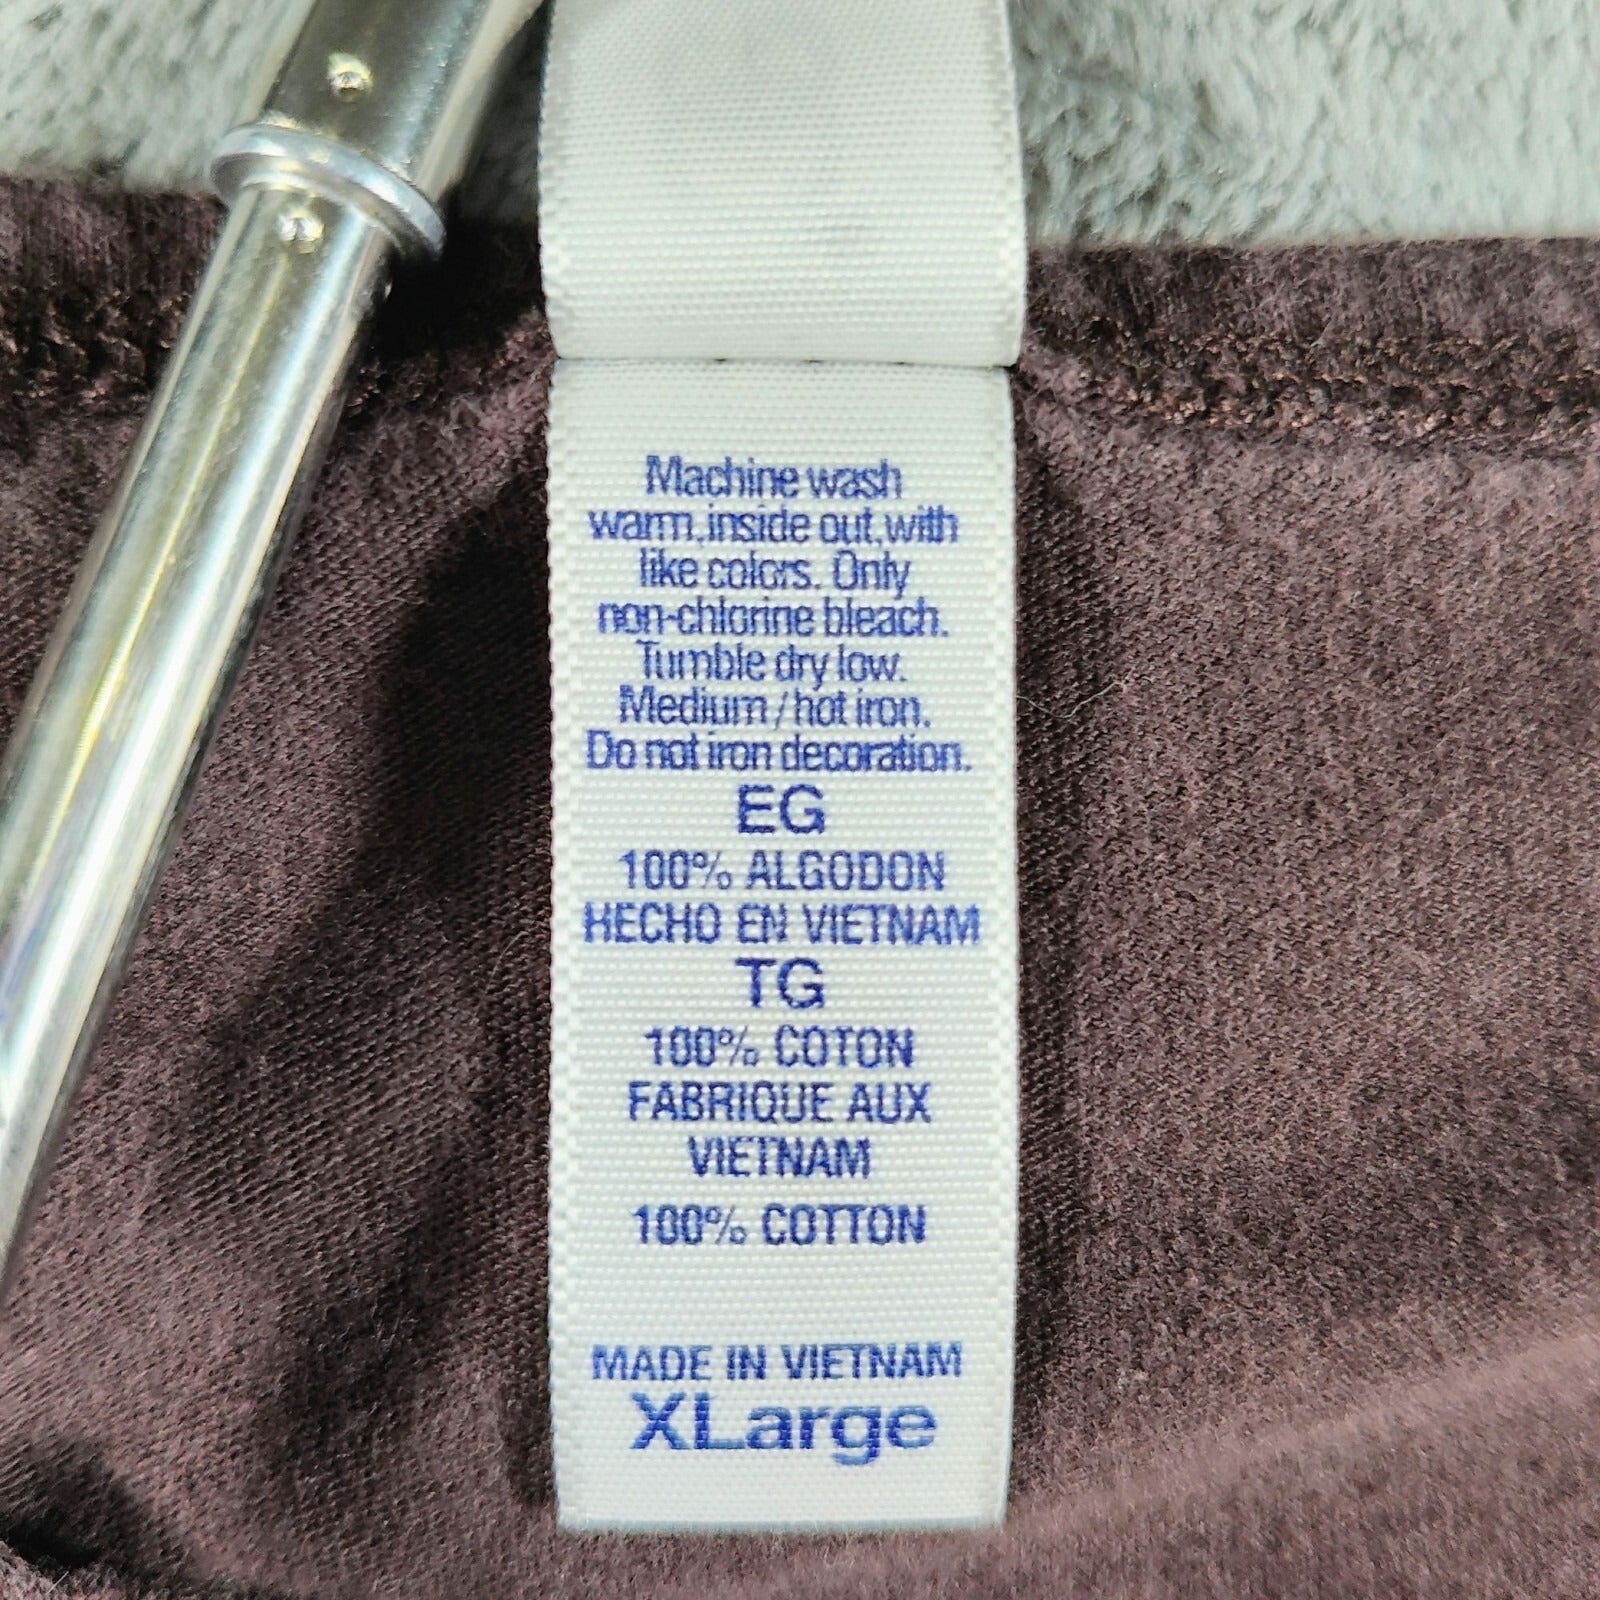 Machine wash
warm, inside out, with
like colors. Only
non-chlorine bleach.
Tumble dry low.
Medium / hot iron.
Do not iron decoration.
EG
100% ALGODON
HECHO EN VIETNAM
TG
100% COTON
FABRIQUE AUX
VIETNAM
100% COTTON
MADE IN VIETNAM
XLarge